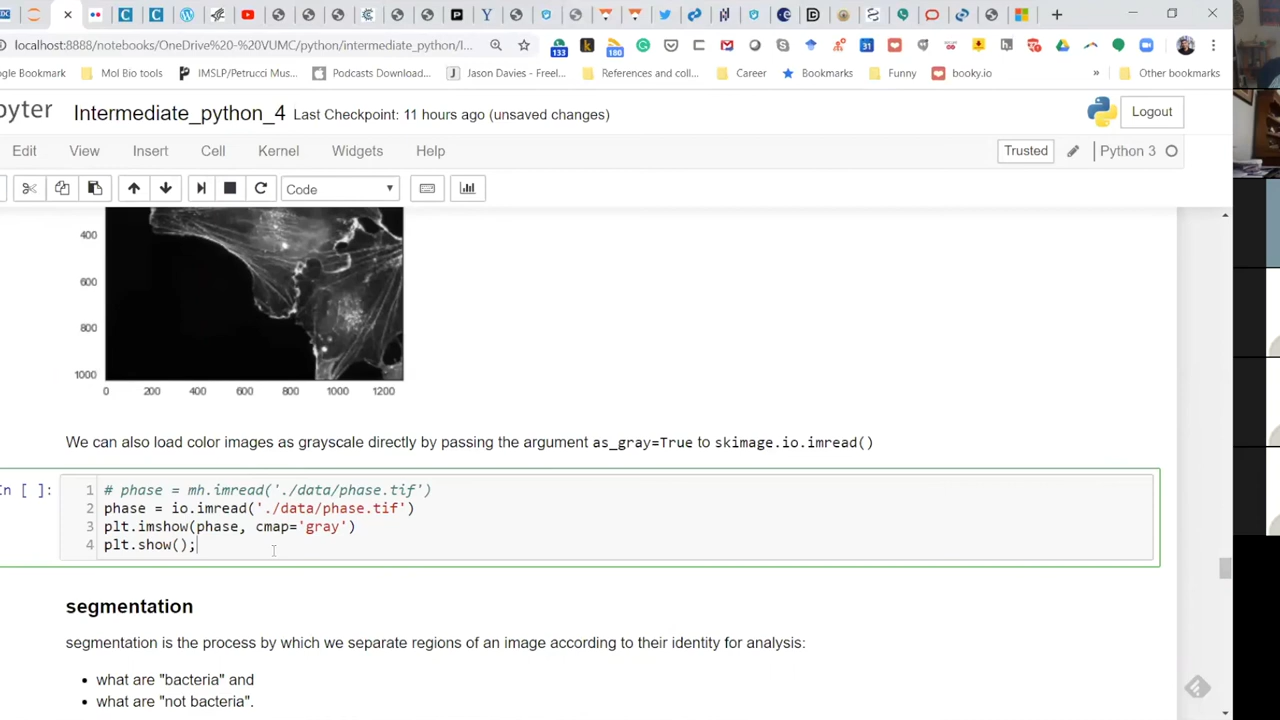 localhost:8888/notebooks/OneDrive%20-%20VUMC/python/intermediate_python/I...
133
180
31
ogle Bookmark Mol Bio tools IMSLP/Petrucci Mus... Podcasts Download... Jason Davies - Freel... References and coll... Career Bookmarks Funny booky.io » Other bookmarks
pyter Intermediate_python_4 Last Checkpoint: 11 hours ago (unsaved changes) Logout
Edit View Insert Cell Kernel Widgets Help Trusted Python 3
Code
400
600
800
1000
0 200 400 600 800 1000 1200
We can also load color images as grayscale directly by passing the argument as_gray=True to skimage.io.imread()
n [ ]: 1 # phase = mh.imread('./data/phase.tif')
2 phase = io.imread('./data/phase.tif')
3 plt.imshow(phase, cmap='gray')
4 plt.show();
segmentation
segmentation is the process by which we separate regions of an image according to their identity for analysis:
• what are "bacteria" and
• what are "not bacteria".